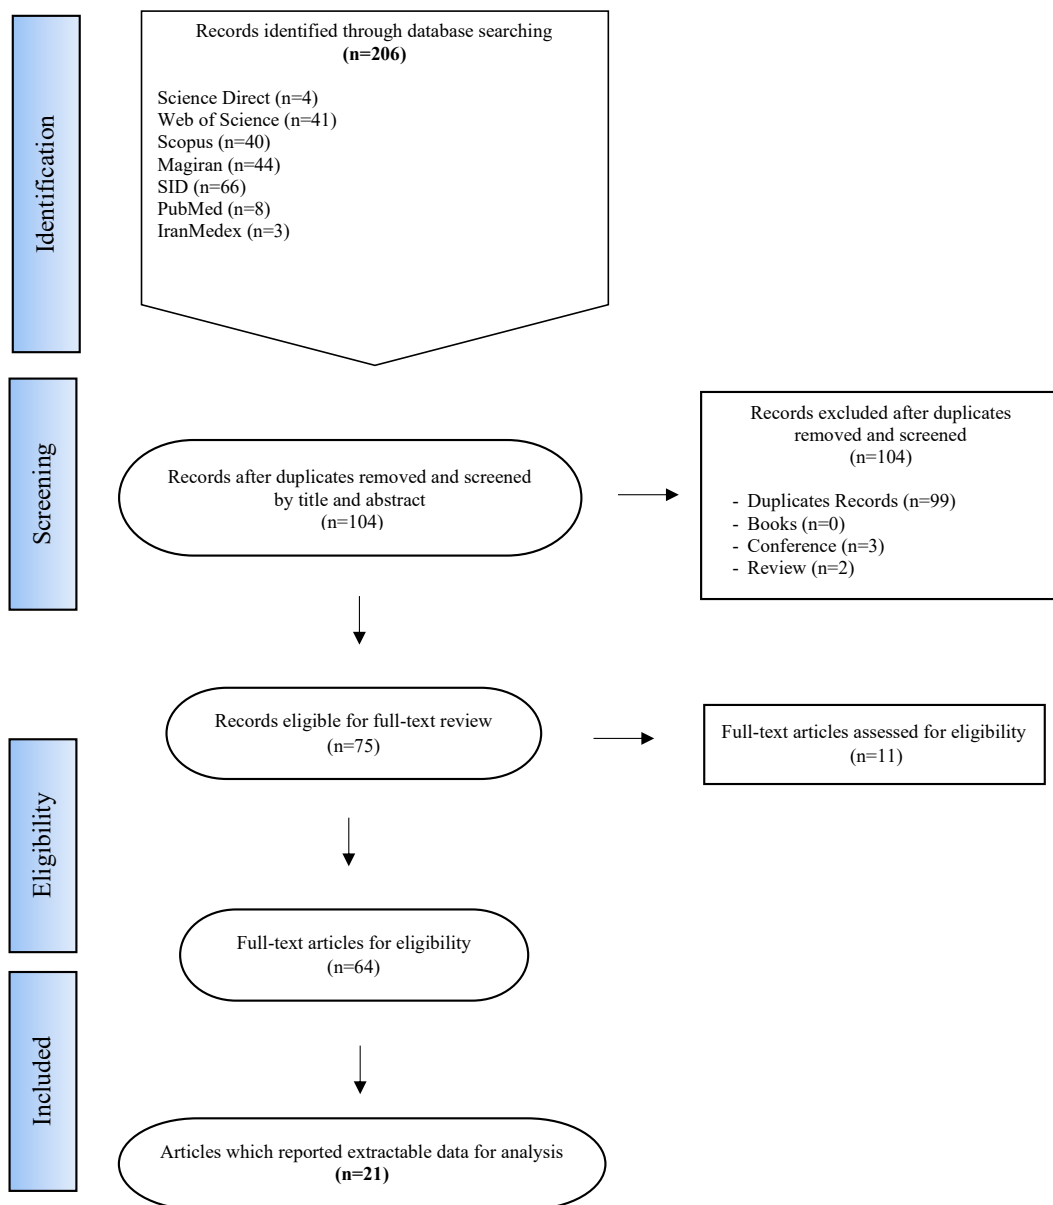 Identification
Records identified through database searching
(n=206)
Science Direct (n=4)
Web of Science (n=41)
Scopus (n=40)
Magiran (n=44)
SID (n=66)
PubMed (n=8)
IranMedex (n=3)
Screening
Records after duplicates removed and screened
by title and abstract
(n=104)
Records excluded after duplicates
removed and screened
(n=104)
- Duplicates Records (n=99)
- Books (n=0)
- Conference (n=3)
- Review (n=2)
Eligibility
Records eligible for full-text review
(n=75)
Full-text articles assessed for eligibility
(n=11)
Full-text articles for eligibility
(n=64)
Included
Articles which reported extractable data for analysis
(n=21)